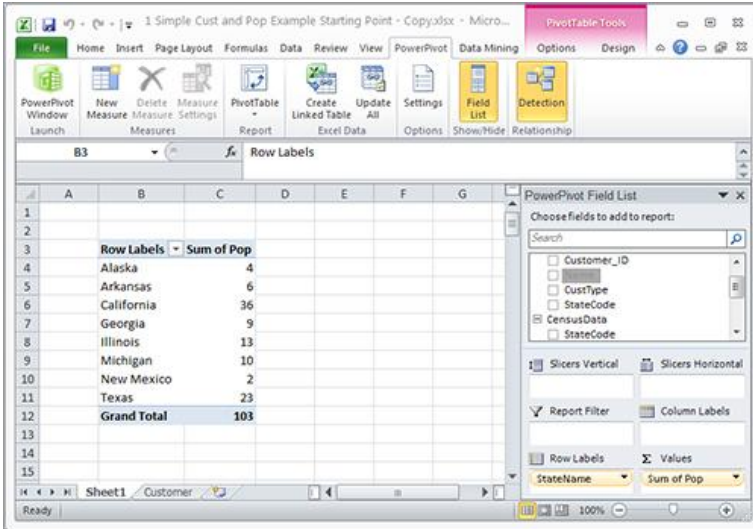 1 Simple Cust and Pop Example Starting Point - Copy.xlsx - Micro...
PivotTable Tools
File Home Insert Page Layout Formulas Data Review View PowerPivot Data Mining Options Design
PowerPivot Window
New Measure
Delete Measure
Measure Settings
PivotTable
Create Linked Table
Update All
Settings
Field List
Detection
Launch Measures Report Excel Data Options Show/Hide Relationship
B3 fx Row Labels
A B C D E F G
1
2
3 Row Labels Sum of Pop
4 Alaska 4
5 Arkansas 6
6 California 36
7 Georgia 9
8 Illinois 13
9 Michigan 10
10 New Mexico 2
11 Texas 23
12 Grand Total 103
13
14
15
Sheet1 Customer
Ready
100%
PowerPivot Field List
Choose fields to add to report:
Search
Customer_ID
CustType
StateCode
CensusData
StateCode
Slicers Vertical Slicers Horizontal
Report Filter Column Labels
Row Labels Σ Values
StateName Sum of Pop